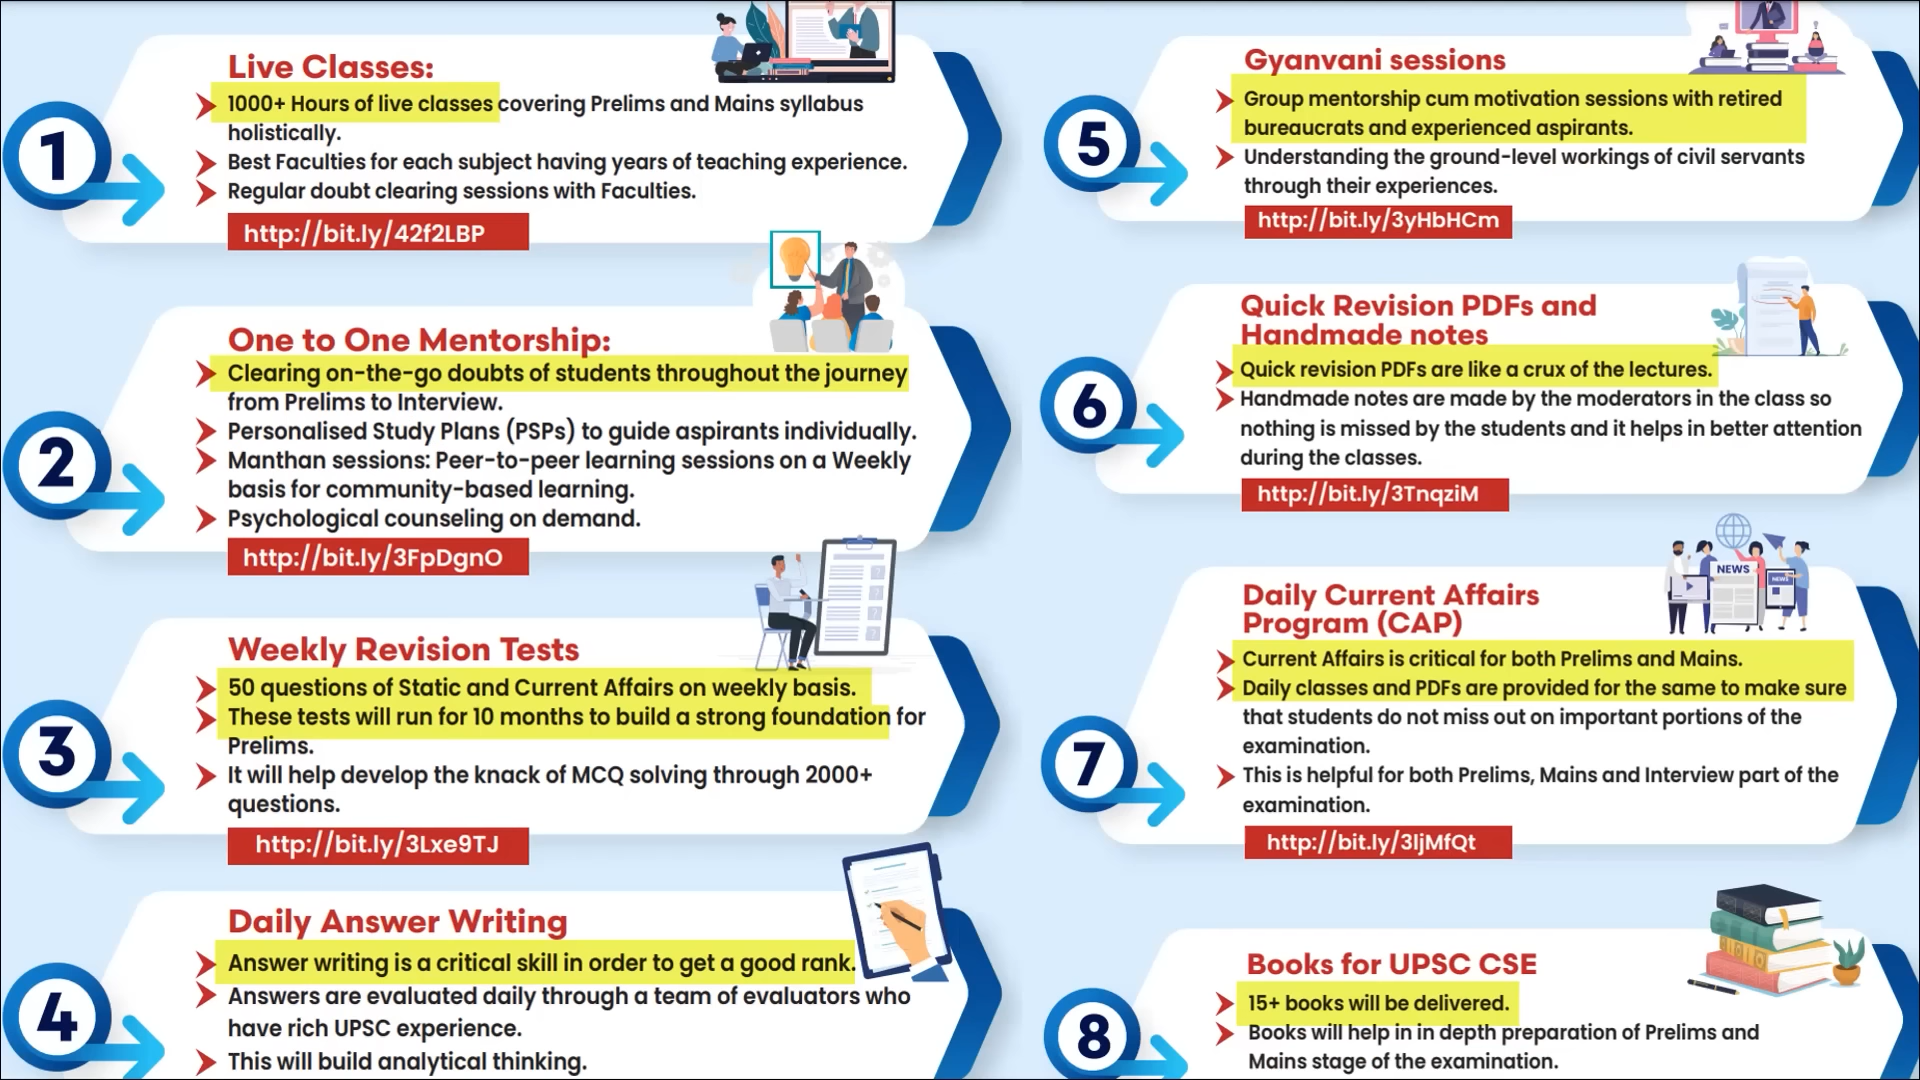 1
Live Classes:
1000+ Hours of live classes covering Prelims and Mains syllabus
holistically.
Best Faculties for each subject having years of teaching experience.
Regular doubt clearing sessions with Faculties.
http://bit.ly/42f2LBP
2
One to One Mentorship:
Clearing on-the-go doubts of students throughout the journey
from Prelims to Interview.
Personalised Study Plans (PSPs) to guide aspirants individually.
Manthan sessions: Peer-to-peer learning sessions on a Weekly
basis for community-based learning.
Psychological counseling on demand.
http://bit.ly/3FpDgnO
3
Weekly Revision Tests
50 questions of Static and Current Affairs on weekly basis.
These tests will run for 10 months to build a strong foundation for
Prelims.
It will help develop the knack of MCQ solving through 2000+
questions.
http://bit.ly/3Lxe9TJ
4
Daily Answer Writing
Answer writing is a critical skill in order to get a good rank.
Answers are evaluated daily through a team of evaluators who
have rich UPSC experience.
This will build analytical thinking.
5
Gyanvani sessions
Group mentorship cum motivation sessions with retired
bureaucrats and experienced aspirants.
Understanding the ground-level workings of civil servants
through their experiences.
http://bit.ly/3yHbHCm
6
Quick Revision PDFs and
Handmade notes
Quick revision PDFs are like a crux of the lectures.
Handmade notes are made by the moderators in the class so
nothing is missed by the students and it helps in better attention
during the classes.
http://bit.ly/3TnqziM
7
NEWS
NEWS
Daily Current Affairs
Program (CAP)
Current Affairs is critical for both Prelims and Mains.
Daily classes and PDFs are provided for the same to make sure
that students do not miss out on important portions of the
examination.
This is helpful for both Prelims, Mains and Interview part of the
examination.
http://bit.ly/3ljMfQt
8
Books for UPSC CSE
15+ books will be delivered.
Books will help in in depth preparation of Prelims and
Mains stage of the examination.